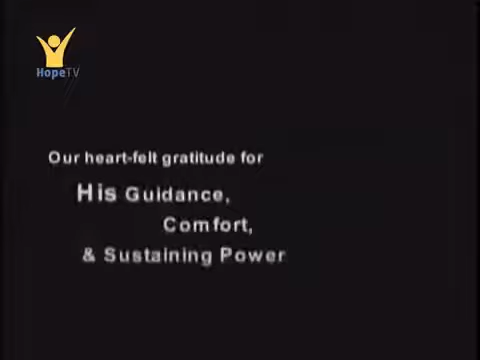 HopeTV
Our heart-felt gratitude for
His Guidance,
Comfort,
& Sustaining Power